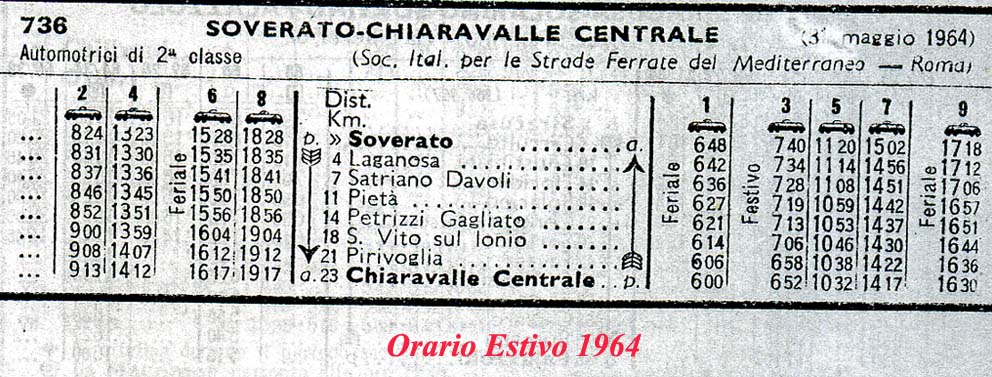 736 SOVERATO-CHIARAVALLE CENTRALE (3 maggio 1964)
Automotrici di 2ª classe (Soc. Ital. per le Strade Ferrate del Mediterraneo — Roma)
2 4 6 8 Dist. 1 3 5 7 9
Km.
... 8 24 13 23 Feriale 15 28 18 28 p. » Soverato ........ a. 6 48 Feriale 7 40 Festivo 11 20 15 02 Feriale 17 18
... 8 31 13 30 15 35 18 35 4 Laganosa ........ 6 42 7 34 11 14 14 56 17 12
... 8 37 13 36 15 41 18 41 7 Satriano Davoli ........ 6 36 7 28 11 08 14 51 17 06
... 8 46 13 45 15 50 18 50 11 Pietà ........ 6 27 7 19 10 59 14 42 16 57
... 8 52 13 51 15 56 18 56 14 Petrizzi Gagliato ........ 6 21 7 13 10 53 14 37 16 51
... 9 00 13 59 16 04 19 04 18 S. Vito sul Ionio ........ 6 14 7 06 10 46 14 30 16 44
... 9 08 14 07 16 12 19 12 21 Pirivoglia ........ 6 06 6 58 10 38 14 22 16 36
... 9 13 14 12 16 17 19 17 a. 23 Chiaravalle Centrale .. p. 6 00 6 52 10 32 14 17 16 30
Orario Estivo 1964